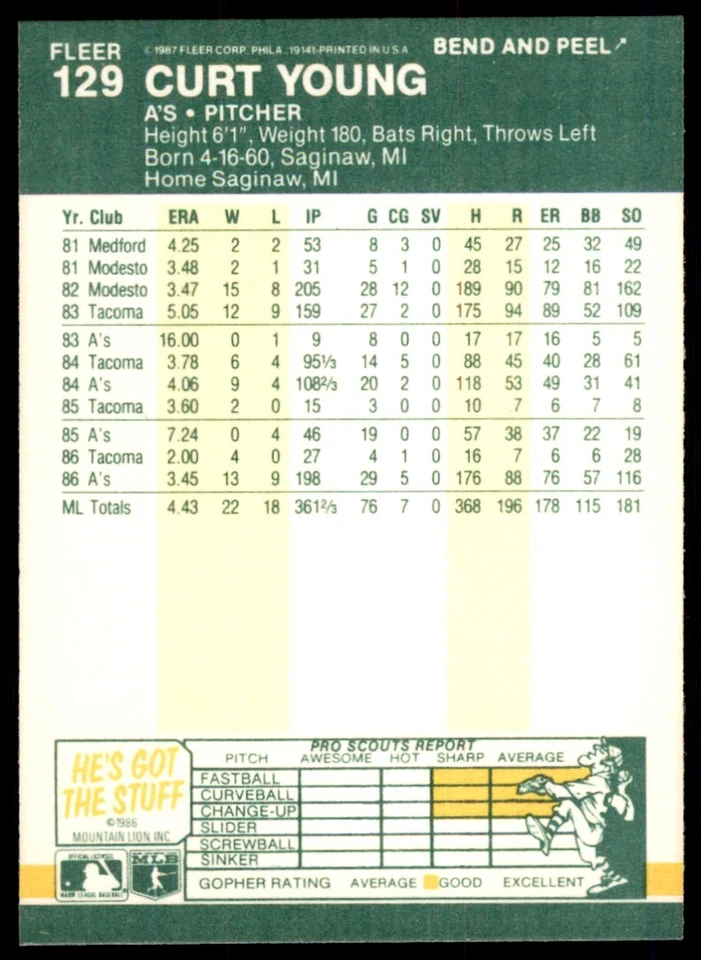 FLEER © 1987 FLEER CORP. PHILA., 19141-PRINTED IN U.S.A. BEND AND PEEL
129 CURT YOUNG
A'S • PITCHER
Height 6'1", Weight 180, Bats Right, Throws Left
Born 4-16-60, Saginaw, MI
Home Saginaw, MI
Yr. Club ERA W L IP G CG SV H R ER BB SO
81 Medford 4.25 2 2 53 8 3 0 45 27 25 32 49
81 Modesto 3.48 2 1 31 5 1 0 28 15 12 16 22
82 Modesto 3.47 15 8 205 28 12 0 189 90 79 81 162
83 Tacoma 5.05 12 9 159 27 2 0 175 94 89 52 109
83 A's 16.00 0 1 9 8 0 0 17 17 16 5 5
84 Tacoma 3.78 6 4 95⅓ 14 5 0 88 45 40 28 61
84 A's 4.06 9 4 108⅔ 20 2 0 118 53 49 31 41
85 Tacoma 3.60 2 0 15 3 0 0 10 7 6 7 8
85 A's 7.24 0 4 46 19 0 0 57 38 37 22 19
86 Tacoma 2.00 4 0 27 4 1 0 16 7 6 6 28
86 A's 3.45 13 9 198 29 5 0 176 88 76 57 116
ML Totals 4.43 22 18 361⅔ 76 7 0 368 196 178 115 181
HE'S GOT
THE STUFF
©1986
MOUNTAIN LION, INC.
OFFICIAL LICENSEE
MAJOR LEAGUE BASEBALL
MLB
PRO SCOUTS REPORT
PITCH AWESOME HOT SHARP AVERAGE
FASTBALL
CURVEBALL
CHANGE-UP
SLIDER
SCREWBALL
SINKER
GOPHER RATING AVERAGE GOOD EXCELLENT